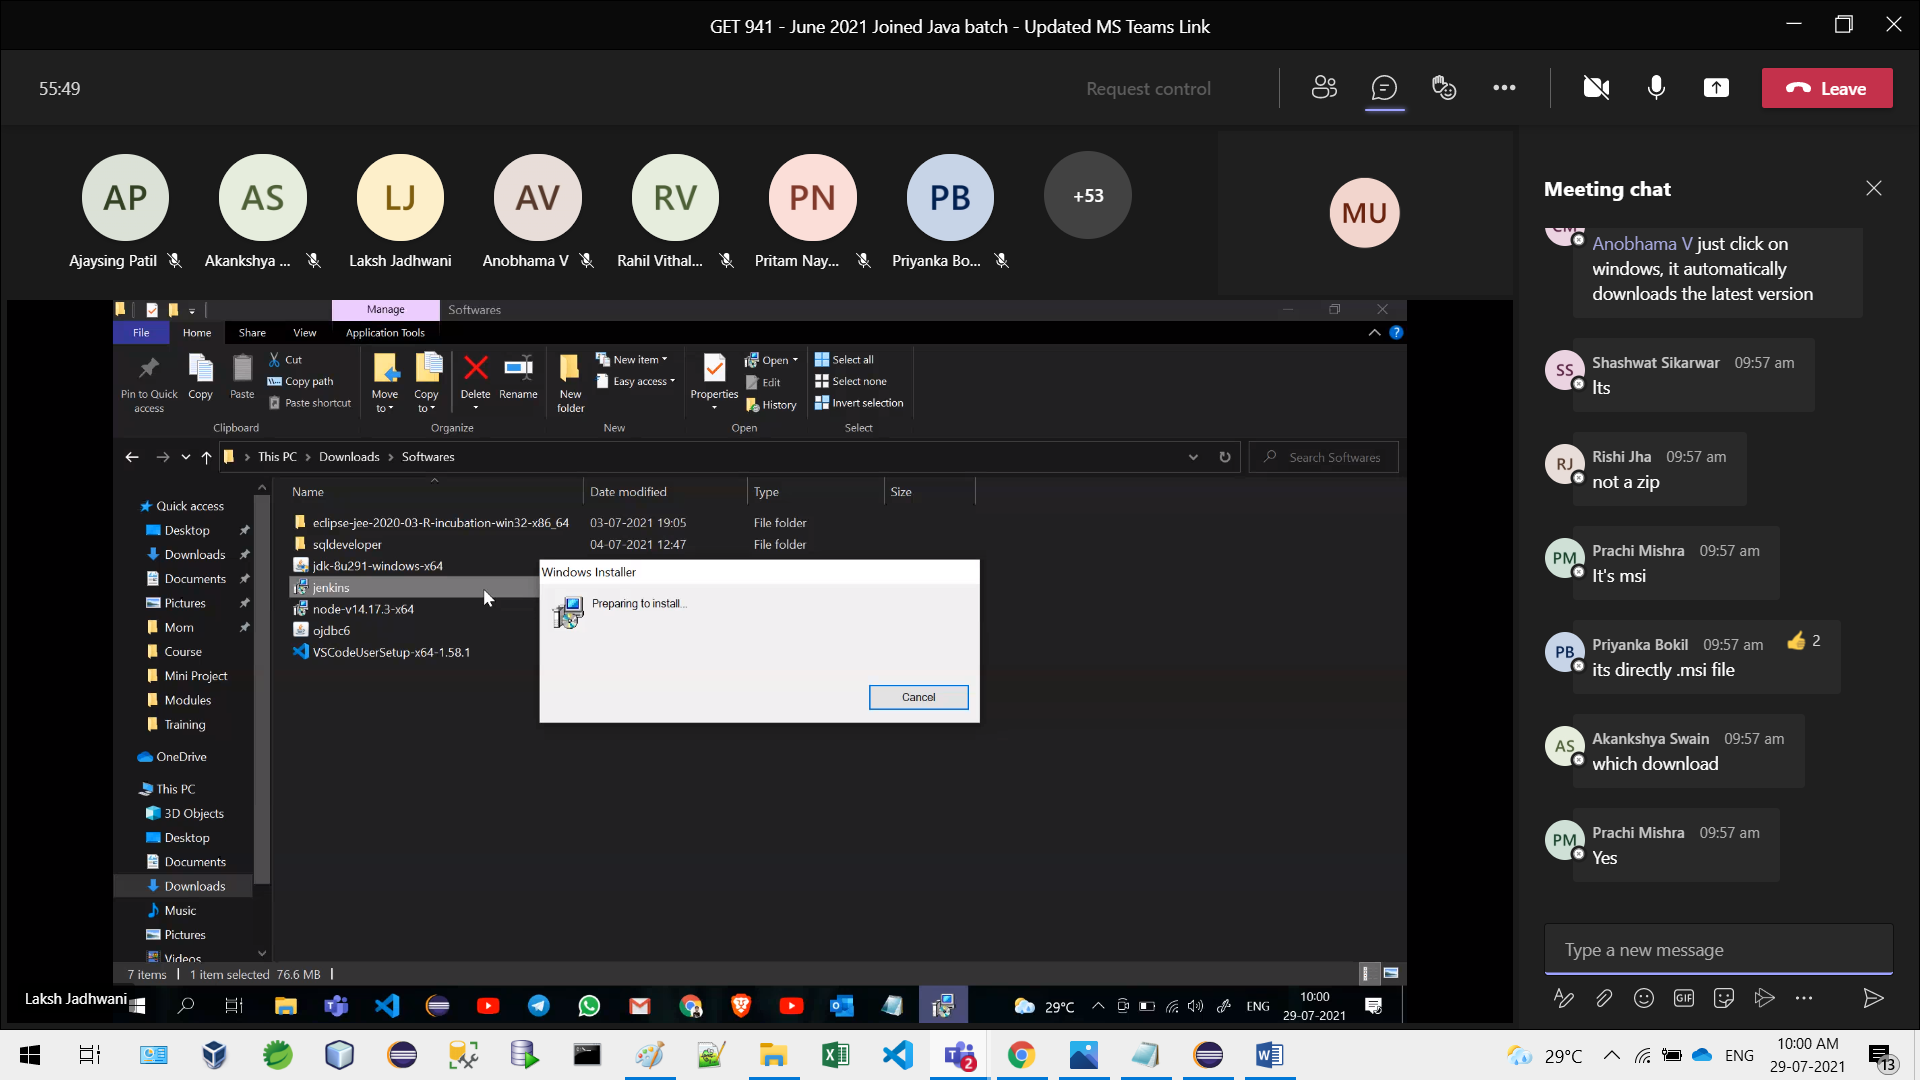 GET 941 - June 2021 Joined Java batch - Updated MS Teams Link
55:49
Request control
Leave
AP
AS
LJ
AV
RV
PN
PB
+53
MU
Ajaysing Patil
Akankshya ...
Laksh Jadhwani
Anobhama V
Rahil Vithal...
Pritam Nay...
Priyanka Bo...
Manage
Softwares
File
Home
Share
View
Application Tools
Pin to Quick access
Copy
Paste
Cut
Copy path
Paste shortcut
Clipboard
Move to
Copy to
Delete
Rename
Organize
New folder
New item
Easy access
New
Properties
Open
Edit
History
Open
Select all
Select none
Invert selection
Select
This PC
Downloads
Softwares
Search Softwares
Quick access
Desktop
Downloads
Documents
Pictures
Mom
Course
Mini Project
Modules
Training
OneDrive
This PC
3D Objects
Desktop
Documents
Downloads
Music
Pictures
Videos
Name
Date modified
Type
Size
eclipse-jee-2020-03-R-incubation-win32-x86_64 03-07-2021 19:05 File folder
sqldeveloper 04-07-2021 12:47 File folder
jdk-8u291-windows-x64
jenkins
node-v14.17.3-x64
ojdbc6
VSCodeUserSetup-x64-1.58.1
Windows Installer
Preparing to install...
Cancel
7 items
1 item selected 76.6 MB
Laksh Jadhwani
29°C
ENG
10:00
29-07-2021
Meeting chat
Anobhama V just click on
windows, it automatically
downloads the latest version
SS
Shashwat Sikarwar 09:57 am
Its
RJ
Rishi Jha 09:57 am
not a zip
PM
Prachi Mishra 09:57 am
It's msi
PB
Priyanka Bokil 09:57 am
2
its directly .msi file
AS
Akankshya Swain 09:57 am
which download
PM
Prachi Mishra 09:57 am
Yes
Type a new message
GIF
2
29°C
ENG
10:00 AM
29-07-2021
13